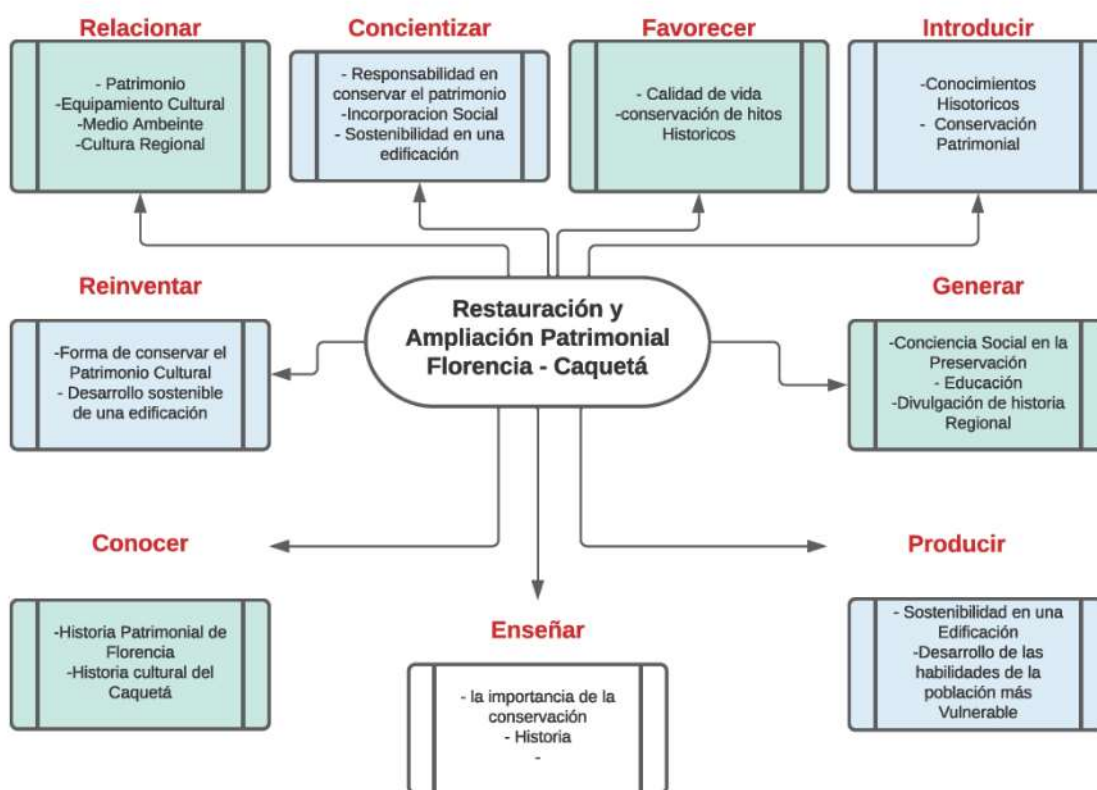 Relacionar
- Patrimonio
-Equipamiento Cultural
-Medio Ambeinte
-Cultura Regional
Concientizar
- Responsabilidad en
conservar el patrimonio
-Incorporacion Social
- Sostenibilidad en una
edificación
Favorecer
- Calidad de vida
-conservación de hitos
Historicos
Introducir
-Conocimientos
Hisotoricos
- Conservación
Patrimonial
Reinventar
-Forma de conservar el
Patrimonio Cultural
- Desarrollo sostenible
de una edificación
Restauración y
Ampliación Patrimonial
Florencia - Caquetá
Generar
-Conciencia Social en la
Preservación
- Educación
-Divulgación de historia
Regional
Conocer
-Historia Patrimonial de
Florencia
-Historia cultural del
Caquetá
Enseñar
- la importancia de la
conservación
- Historia
-
Producir
- Sostenibilidad en una
Edificación
-Desarrollo de las
habilidades de la
población más
Vulnerable